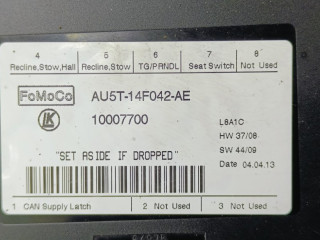 4 5 6 7 8
Recline,Stow,Hall Recline,Stow TG/PRNDL Seat Switch Not Used
FoMoCo AU5T-14F042-AE
LK 10007700
L8A1C
HW 37/08
SW 44/09
"SET ASIDE IF DROPPED" Date 04.04.13
1 CAN Supply Latch 2 Not Used 3 Not Used